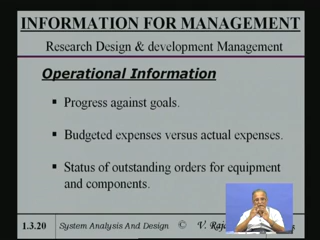 INFORMATION FOR MANAGEMENT
Research Design & development Management
Operational Information
▪ Progress against goals.
▪ Budgeted expenses versus actual expenses.
▪ Status of outstanding orders for equipment
and components.
1.3.20 System Analysis And Design © V.